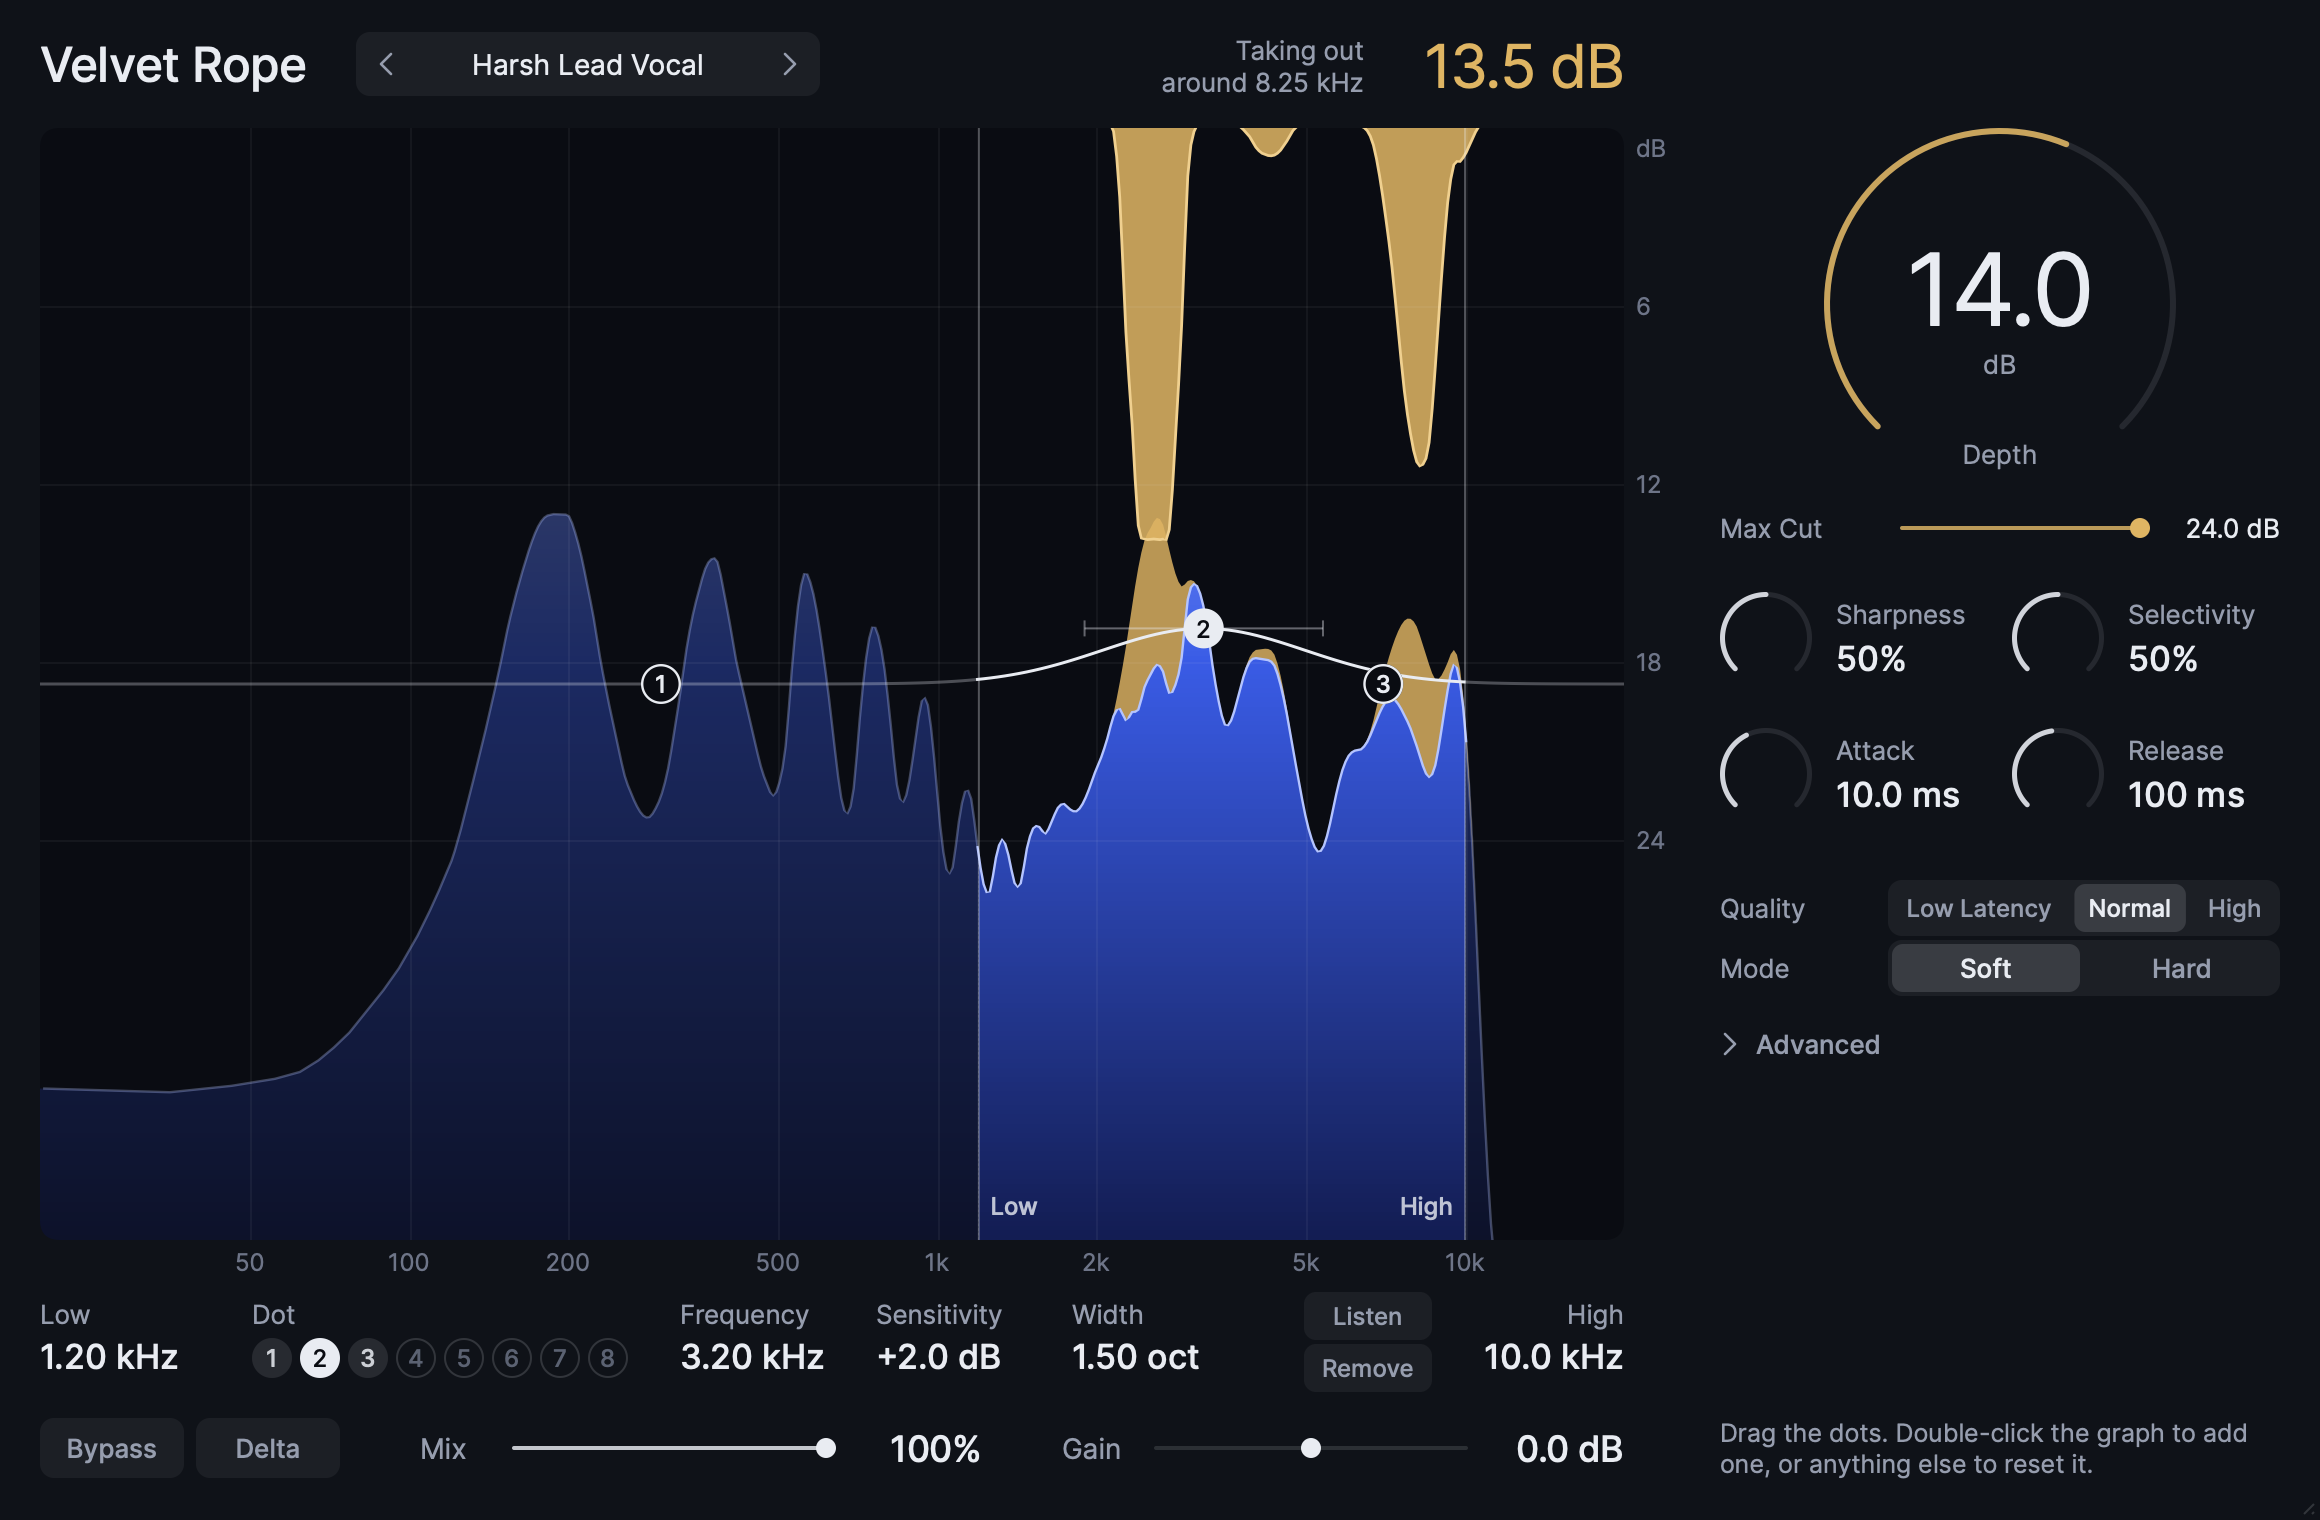 Velvet Rope
Harsh Lead Vocal
Taking out
around 8.25 kHz
13.5 dB
dB
6
12
18
24
1
2
3
Low
High
50
100
200
500
1k
2k
5k
10k
14.0
dB
Depth
Max Cut
24.0 dB
Sharpness
50%
Selectivity
50%
Attack
10.0 ms
Release
100 ms
Quality
Low Latency
Normal
High
Mode
Soft
Hard
Advanced
Low
1.20 kHz
Dot
1 2 3 4 5 6 7 8
Frequency
3.20 kHz
Sensitivity
+2.0 dB
Width
1.50 oct
Listen
Remove
High
10.0 kHz
Bypass
Delta
Mix
100%
Gain
0.0 dB
Drag the dots. Double-click the graph to add
one, or anything else to reset it.